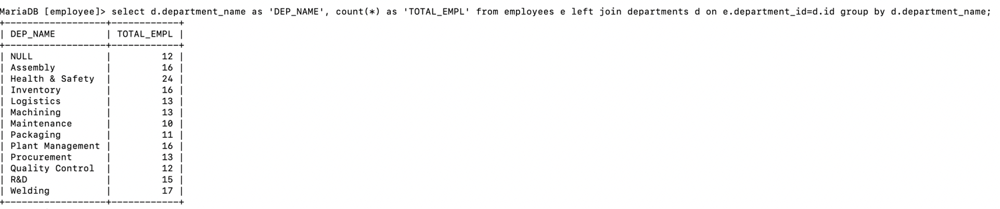 MariaDB [employee]> select d.department_name as 'DEP_NAME', count(*) as 'TOTAL_EMPL' from employees e left join departments d on e.department_id=d.id group by d.department_name;
+------------------+------------+
| DEP_NAME         | TOTAL_EMPL |
+------------------+------------+
| NULL             |         12 |
| Assembly         |         16 |
| Health & Safety  |         24 |
| Inventory        |         16 |
| Logistics        |         13 |
| Machining        |         13 |
| Maintenance      |         10 |
| Packaging        |         11 |
| Plant Management |         16 |
| Procurement      |         13 |
| Quality Control  |         12 |
| R&D              |         15 |
| Welding          |         17 |
+------------------+------------+